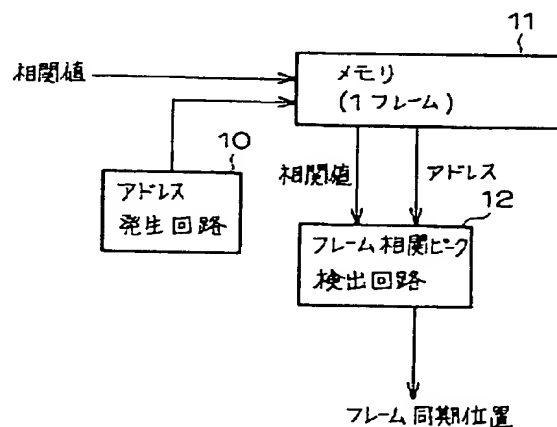 11
相関値
メモリ
(1フレーム)
10
アドレス
発生回路
相関値
アドレス
12
フレーム相関ピーク
検出回路
フレーム同期位置